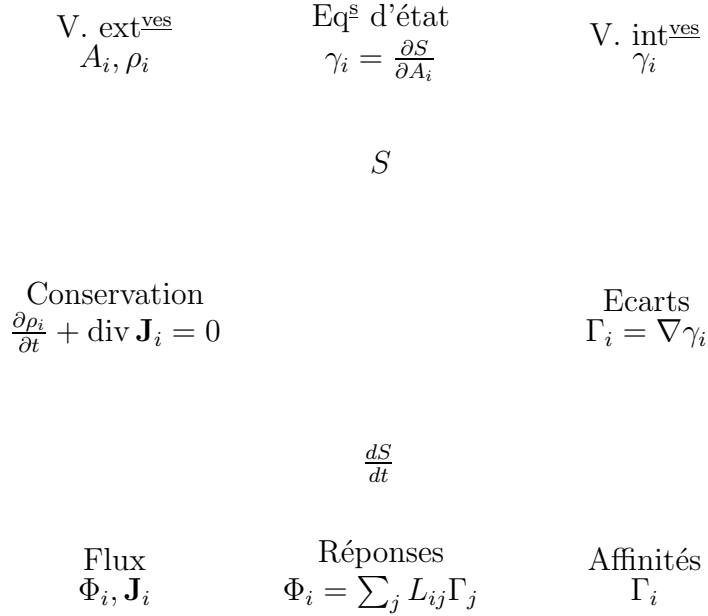 V. ext^ves Eq^s d'état V. int^ves
A_i, ρ_i γ_i = ∂S/∂A_i γ_i
S
Conservation Ecarts
∂ρ_i/∂t + div J_i = 0 Γ_i = ∇γ_i
dS/dt
Flux Réponses Affinités
Φ_i, J_i Φ_i = ∑_j L_ij Γ_j Γ_i